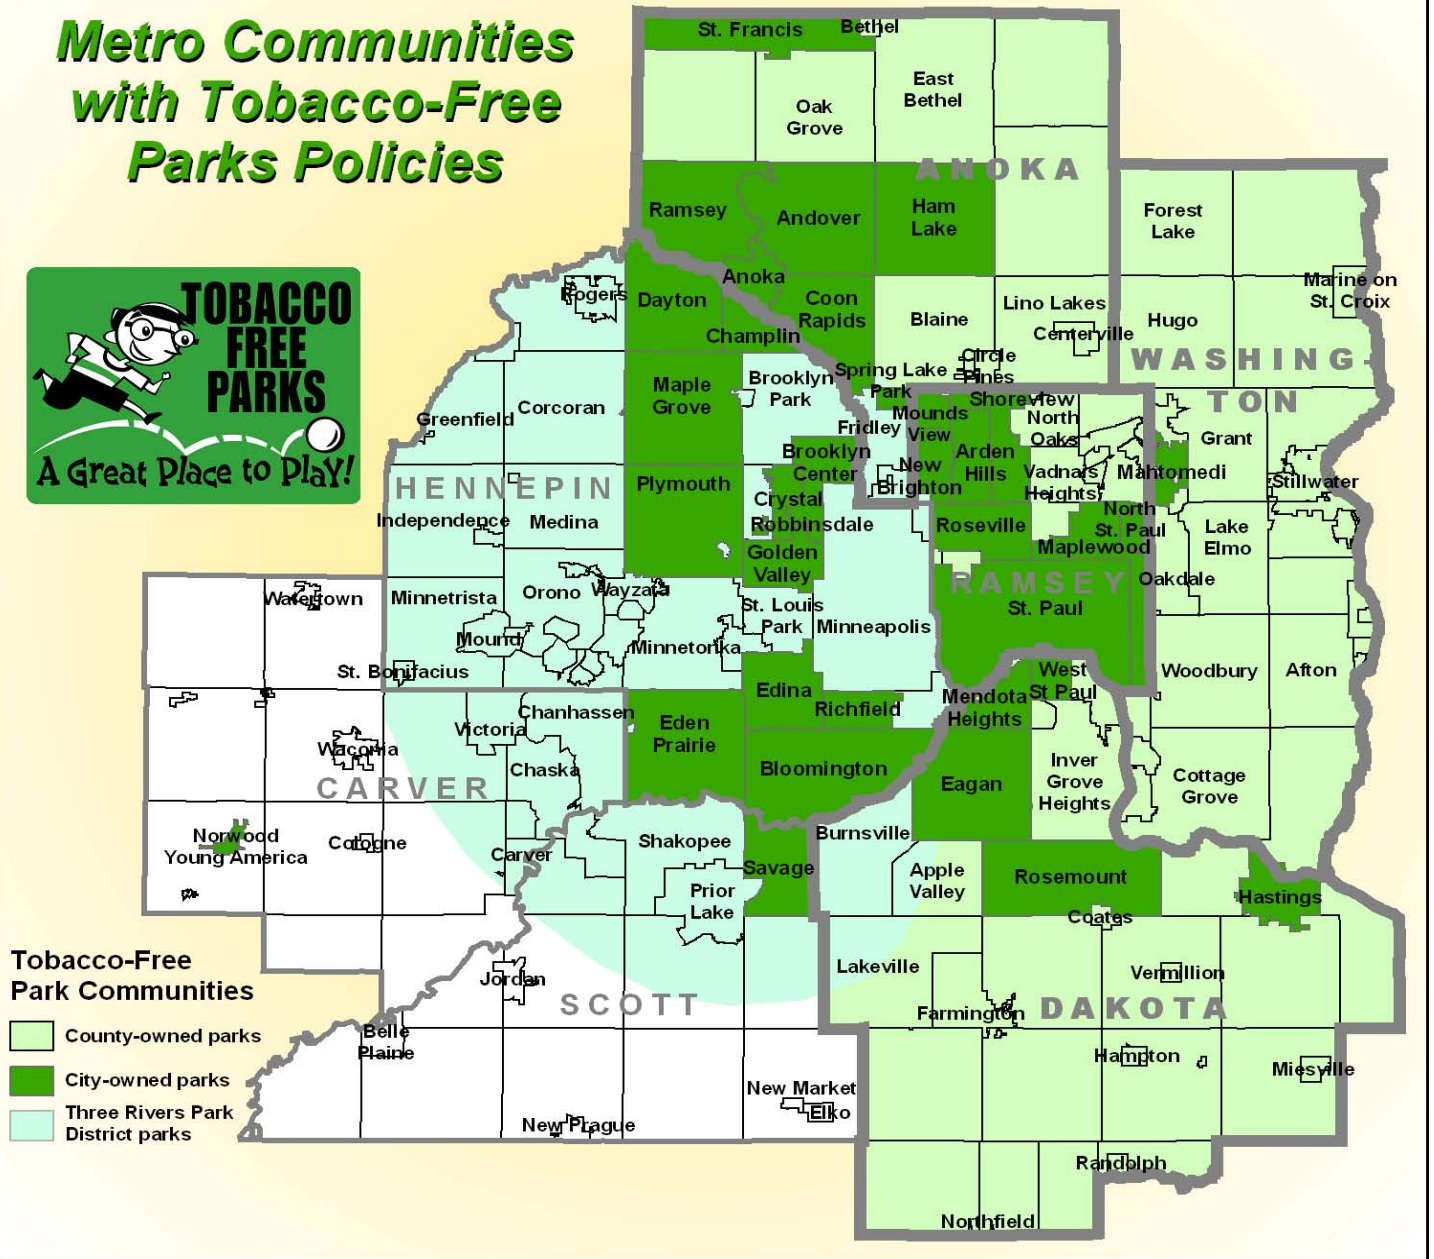 Metro Communities
with Tobacco-Free
Parks Policies
TOBACCO
FREE
PARKS
A Great Place to Play!
St. Francis
Bethel
East
Bethel
Oak
Grove
ANOKA
Ramsey
Andover
Ham
Lake
Forest
Lake
Anoka
Marine on
St. Croix
Rogers
Dayton
Coon
Rapids
Lino Lakes
Blaine
Hugo
Centerville
Champlin
Circle
Pines
WASHING-
TON
Spring Lake
Park
Brooklyn
Park
Maple
Grove
Shoreview
Mounds
View
North
Oaks
Greenfield
Corcoran
Fridley
Grant
Brooklyn
Center
Arden
Hills
New
Brighton
Vadnais
Heights
Mahtomedi
Stillwater
HENNEPIN
Plymouth
Crystal
Robbinsdale
North
St. Paul
Independence
Medina
Roseville
Lake
Elmo
Maplewood
Golden
Valley
RAMSEY
Oakdale
Watertown
Minnetrista
Orono
Wayzata
St. Louis
Park
Minneapolis
St. Paul
Mound
Minnetonka
St. Bonifacius
West
St Paul
Woodbury
Afton
Edina
Mendota
Heights
Richfield
Chanhassen
Victoria
Eden
Prairie
Waconia
Chaska
Bloomington
Eagan
Inver
Grove
Heights
Cottage
Grove
CARVER
Norwood
Young America
Cologne
Carver
Shakopee
Burnsville
Savage
Prior
Lake
Apple
Valley
Rosemount
Hastings
Coates
Tobacco-Free
Park Communities
County-owned parks
City-owned parks
Three Rivers Park
District parks
Jordan
Lakeville
Vermillion
SCOTT
Farmington
DAKOTA
Belle
Plaine
Hampton
Miesville
New Market
Elko
New Prague
Randolph
Northfield